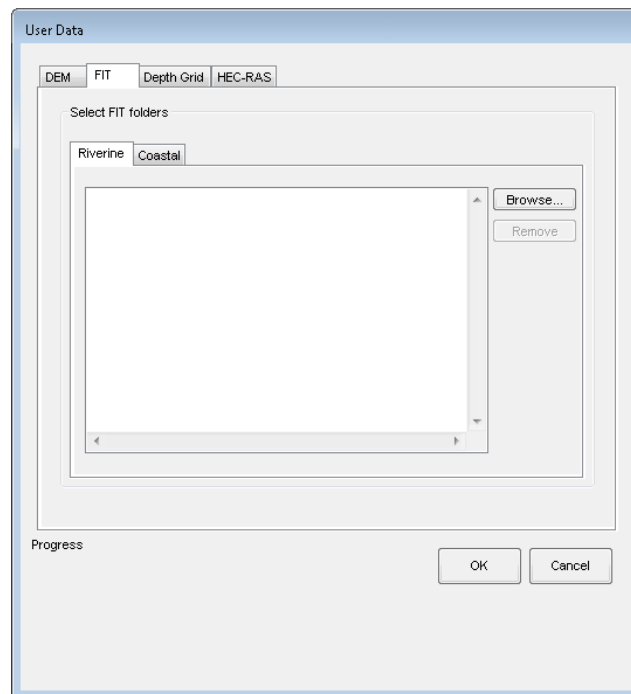 User Data
DEM FIT Depth Grid HEC-RAS
Select FIT folders
Riverine Coastal
Browse...
Remove
Progress
OK Cancel